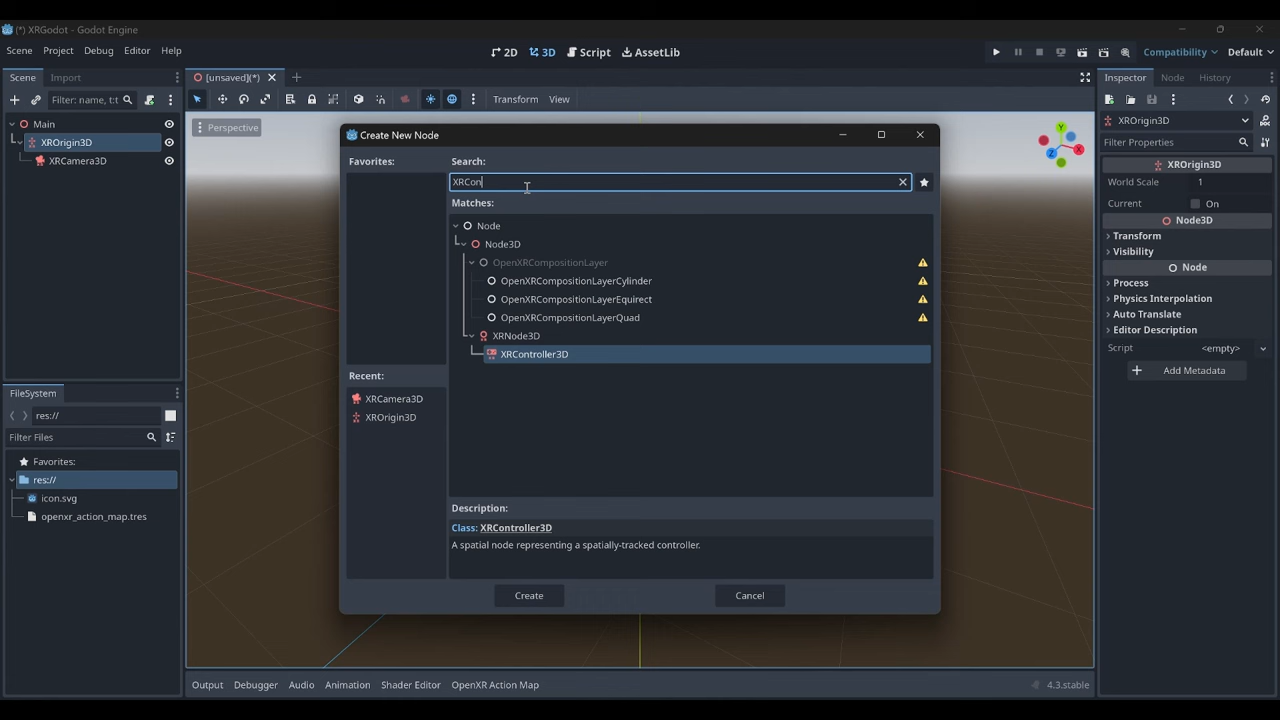 (*) XRGodot - Godot Engine
Scene Project Debug Editor Help
2D 3D Script AssetLib
Compatibility Default
Scene Import
[unsaved](*)
Inspector Node History
Filter: name, t:t
Transform View
XROrigin3D
Filter Properties
Main
XROrigin3D
XRCamera3D
Perspective
Y
X
Z
Create New Node
Favorites:
Search:
XRCon
Matches:
Node
Node3D
OpenXRCompositionLayer
OpenXRCompositionLayerCylinder
OpenXRCompositionLayerEquirect
OpenXRCompositionLayerQuad
XRNode3D
XRController3D
Recent:
XRCamera3D
XROrigin3D
Description:
Class: XRController3D
A spatial node representing a spatially-tracked controller.
Create Cancel
XROrigin3D
World Scale 1
Current On
Node3D
Transform
Visibility
Node
Process
Physics Interpolation
Auto Translate
Editor Description
Script <empty>
Add Metadata
FileSystem
res://
Filter Files
Favorites:
res://
icon.svg
openxr_action_map.tres
Output Debugger Audio Animation Shader Editor OpenXR Action Map
4.3.stable